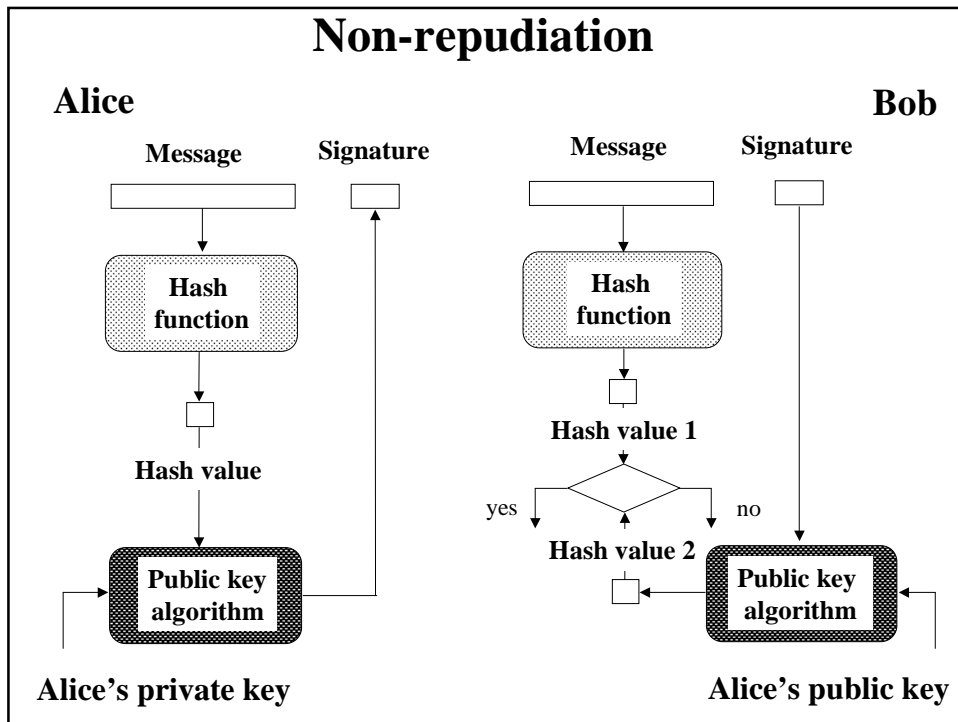 Non-repudiation
Alice
Bob
Message
Signature
Message
Signature
Hash
function
Hash
function
Hash value 1
Hash value
yes
no
Hash value 2
Public key
algorithm
Public key
algorithm
Alice’s private key
Alice’s public key